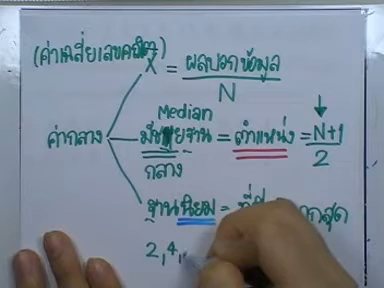 (ค่าเฉลี่ยเลขคณิต)
X̄ = ผลบวกข้อมูล
N
Median
ค่ากลาง
มัธยฐาน = ตำแหน่ง = N+1
กลาง
2
ฐานนิยม =
2,4,